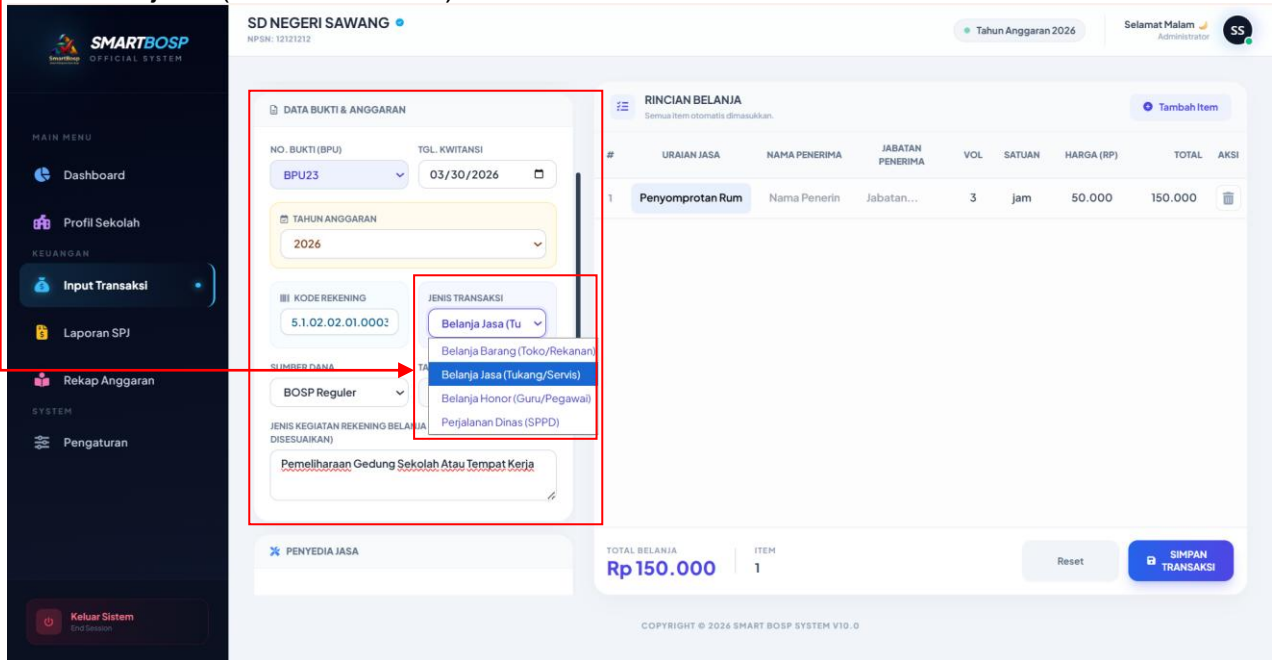 SMARTBOSP
OFFICIAL SYSTEM
MAIN MENU
Dashboard
Profil Sekolah
KEUANGAN
Input Transaksi
Laporan SPJ
Rekap Anggaran
SYSTEM
Pengaturan
Keluar Sistem
End Session
SD NEGERI SAWANG
NPSN: 12121212
Tahun Anggaran 2026
Selamat Malam
Administrator
SS
DATA BUKTI & ANGGARAN
NO. BUKTI (BPU)
TGL. KWITANSI
BPU23
03/30/2026
TAHUN ANGGARAN
2026
KODE REKENING
JENIS TRANSAKSI
5.1.02.02.01.0003
Belanja Jasa (Tu
Belanja Barang (Toko/Rekanan)
Belanja Jasa (Tukang/Servis)
Belanja Honor (Guru/Pegawai)
Perjalanan Dinas (SPPD)
SUMBER DANA
TA
BOSP Reguler
JENIS KEGIATAN REKENING BELANJA
DISESUAIKAN)
Pemeliharaan Gedung Sekolah Atau Tempat Kerja
PENYEDIA JASA
RINCIAN BELANJA
Semua item otomatis dimasukkan.
Tambah Item
# URAIAN JASA NAMA PENERIMA JABATAN PENERIMA VOL SATUAN HARGA (RP) TOTAL AKSI
1 Penyomprotan Rum Nama Penerin Jabatan... 3 jam 50.000 150.000
TOTAL BELANJA
Rp 150.000
ITEM
1
Reset
SIMPAN
TRANSAKSI
COPYRIGHT © 2026 SMART BOSP SYSTEM V10.0